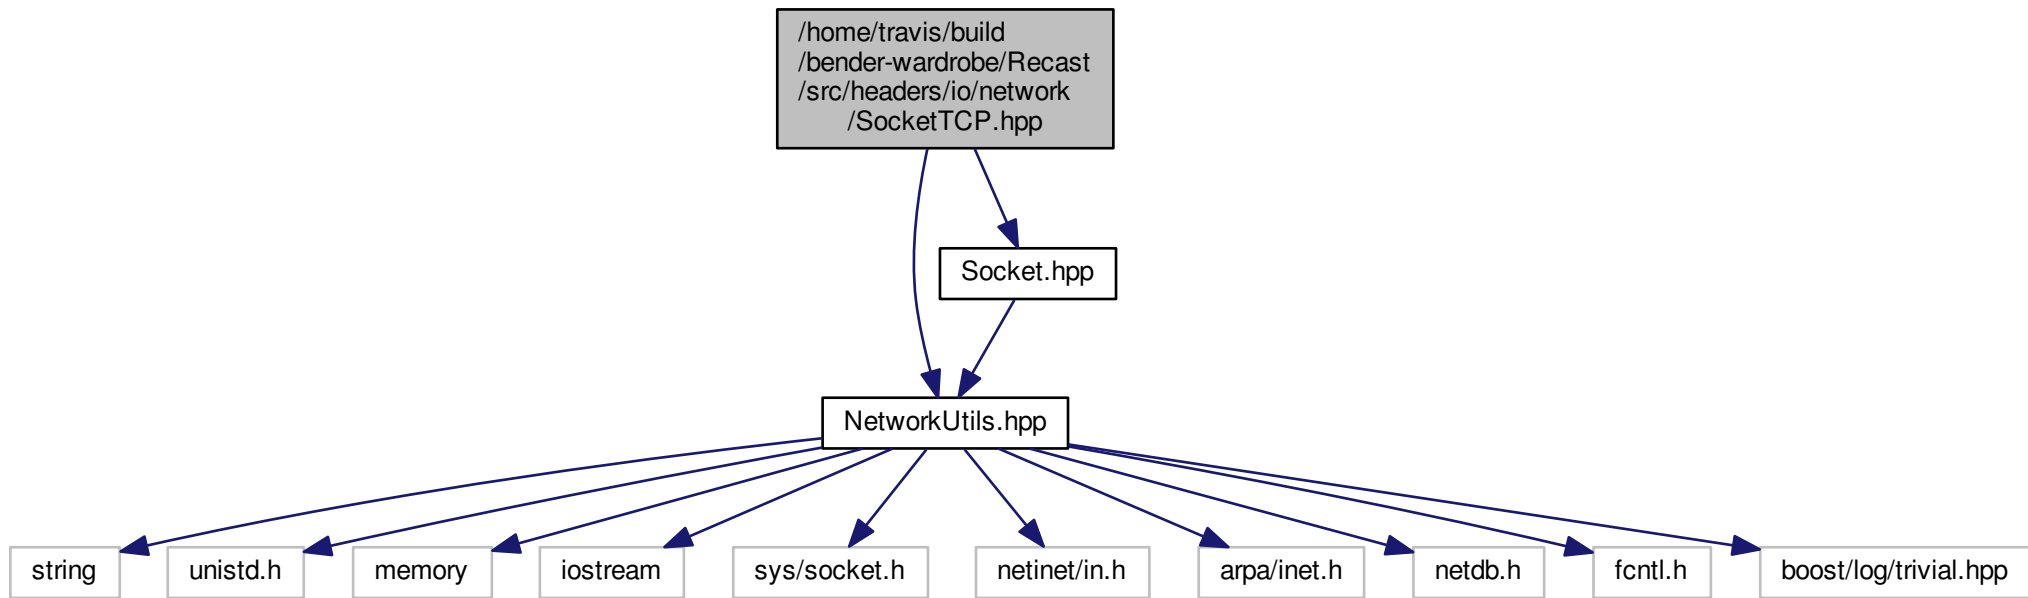 /home/travis/build
/bender-wardrobe/Recast
/src/headers/io/network
/SocketTCP.hpp
Socket.hpp
NetworkUtils.hpp
string
unistd.h
memory
iostream
sys/socket.h
netinet/in.h
arpa/inet.h
netdb.h
fcntl.h
boost/log/trivial.hpp